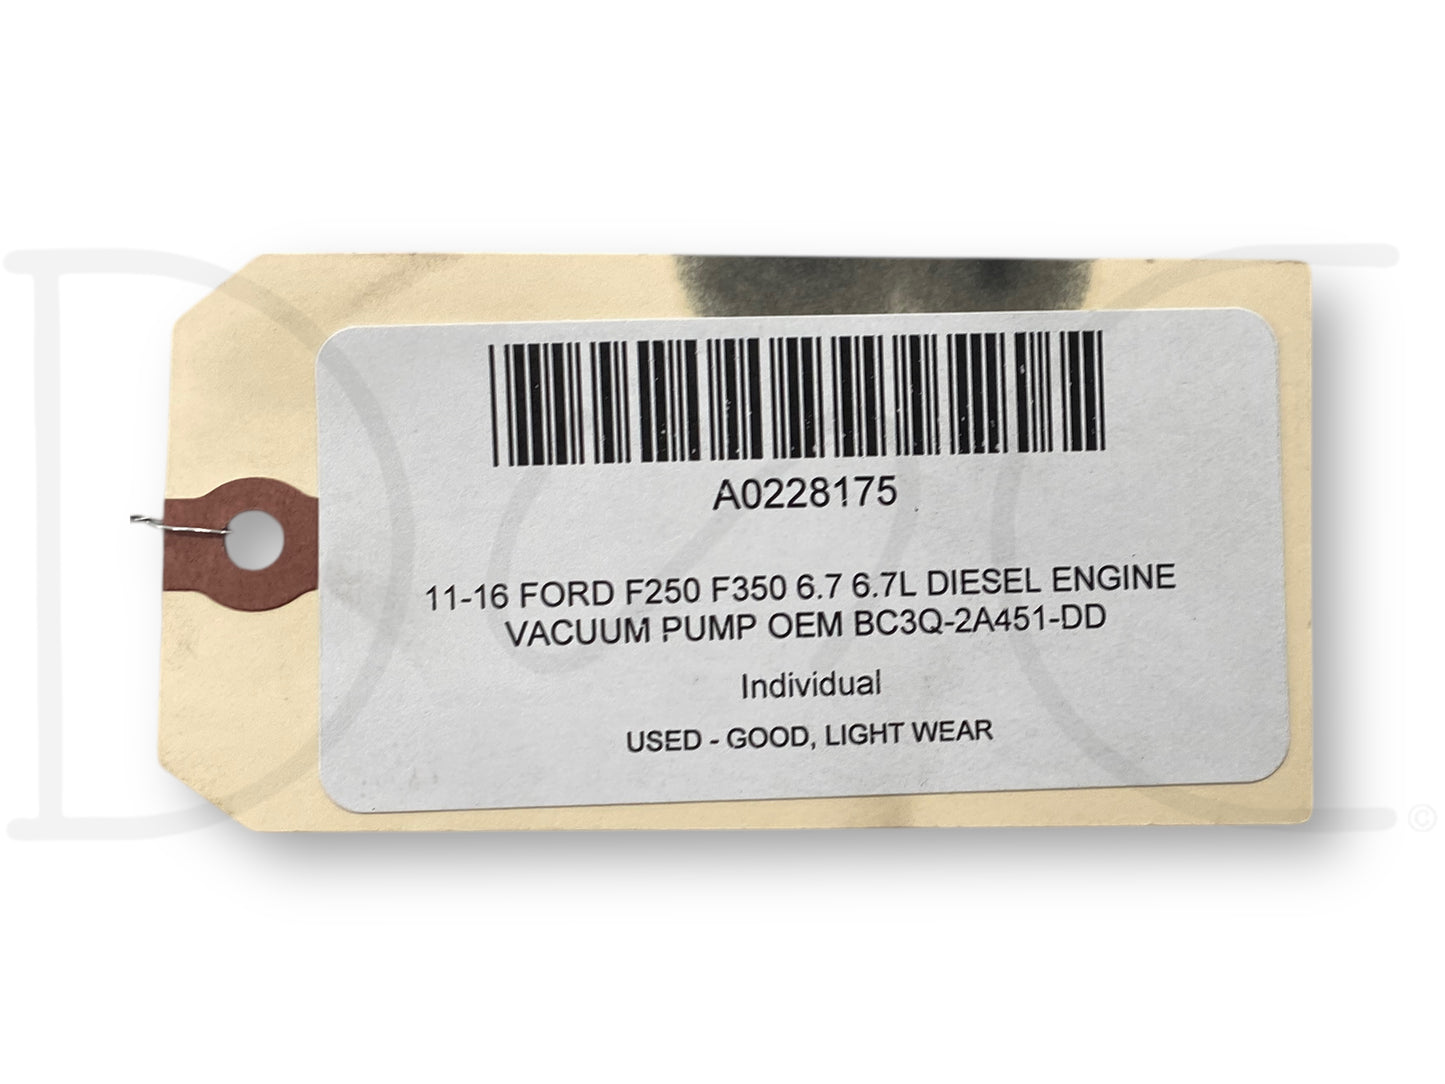 A0228175
11-16 FORD F250 F350 6.7 6.7L DIESEL ENGINE
VACUUM PUMP OEM BC3Q-2A451-DD
Individual
USED - GOOD, LIGHT WEAR
©